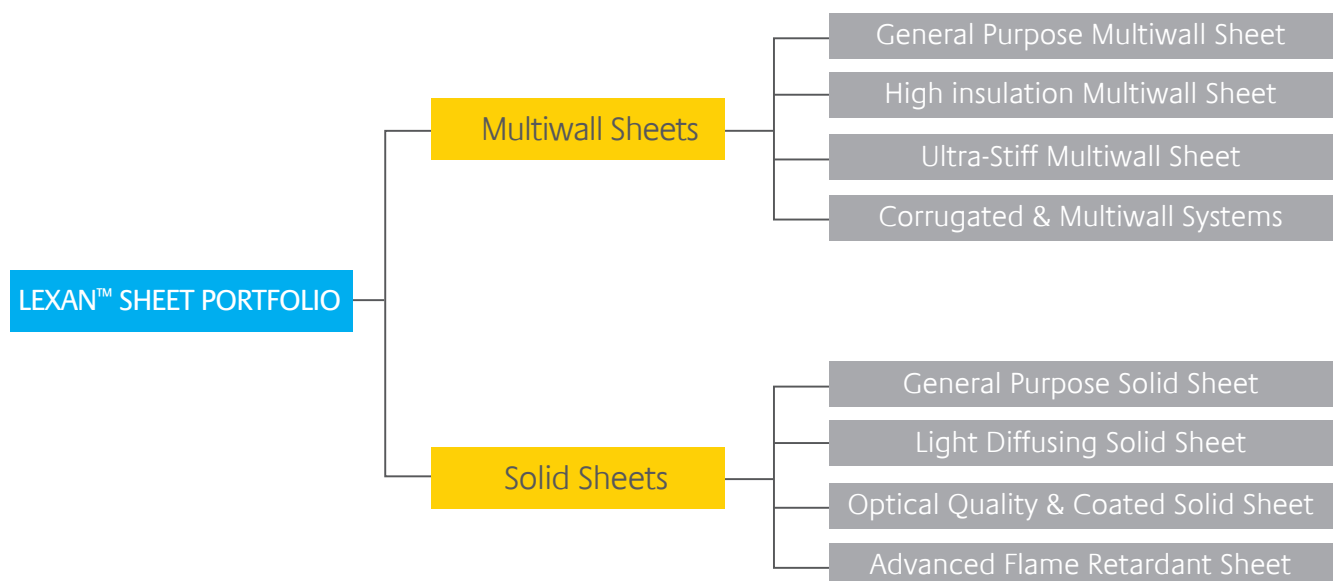 LEXAN™ SHEET PORTFOLIO
Multiwall Sheets
General Purpose Multiwall Sheet
High insulation Multiwall Sheet
Ultra-Stiff Multiwall Sheet
Corrugated & Multiwall Systems
Solid Sheets
General Purpose Solid Sheet
Light Diffusing Solid Sheet
Optical Quality & Coated Solid Sheet
Advanced Flame Retardant Sheet